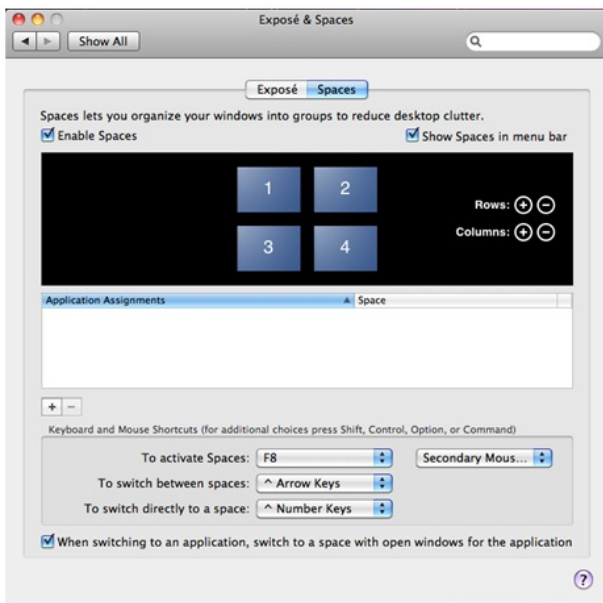 Exposé & Spaces
Show All
Exposé Spaces
Spaces lets you organize your windows into groups to reduce desktop clutter.
Enable Spaces Show Spaces in menu bar
1 2
Rows: + −
Columns: + −
3 4
Application Assignments Space
+ −
Keyboard and Mouse Shortcuts (for additional choices press Shift, Control, Option, or Command)
To activate Spaces: F8 Secondary Mous...
To switch between spaces: ^ Arrow Keys
To switch directly to a space: ^ Number Keys
When switching to an application, switch to a space with open windows for the application
?